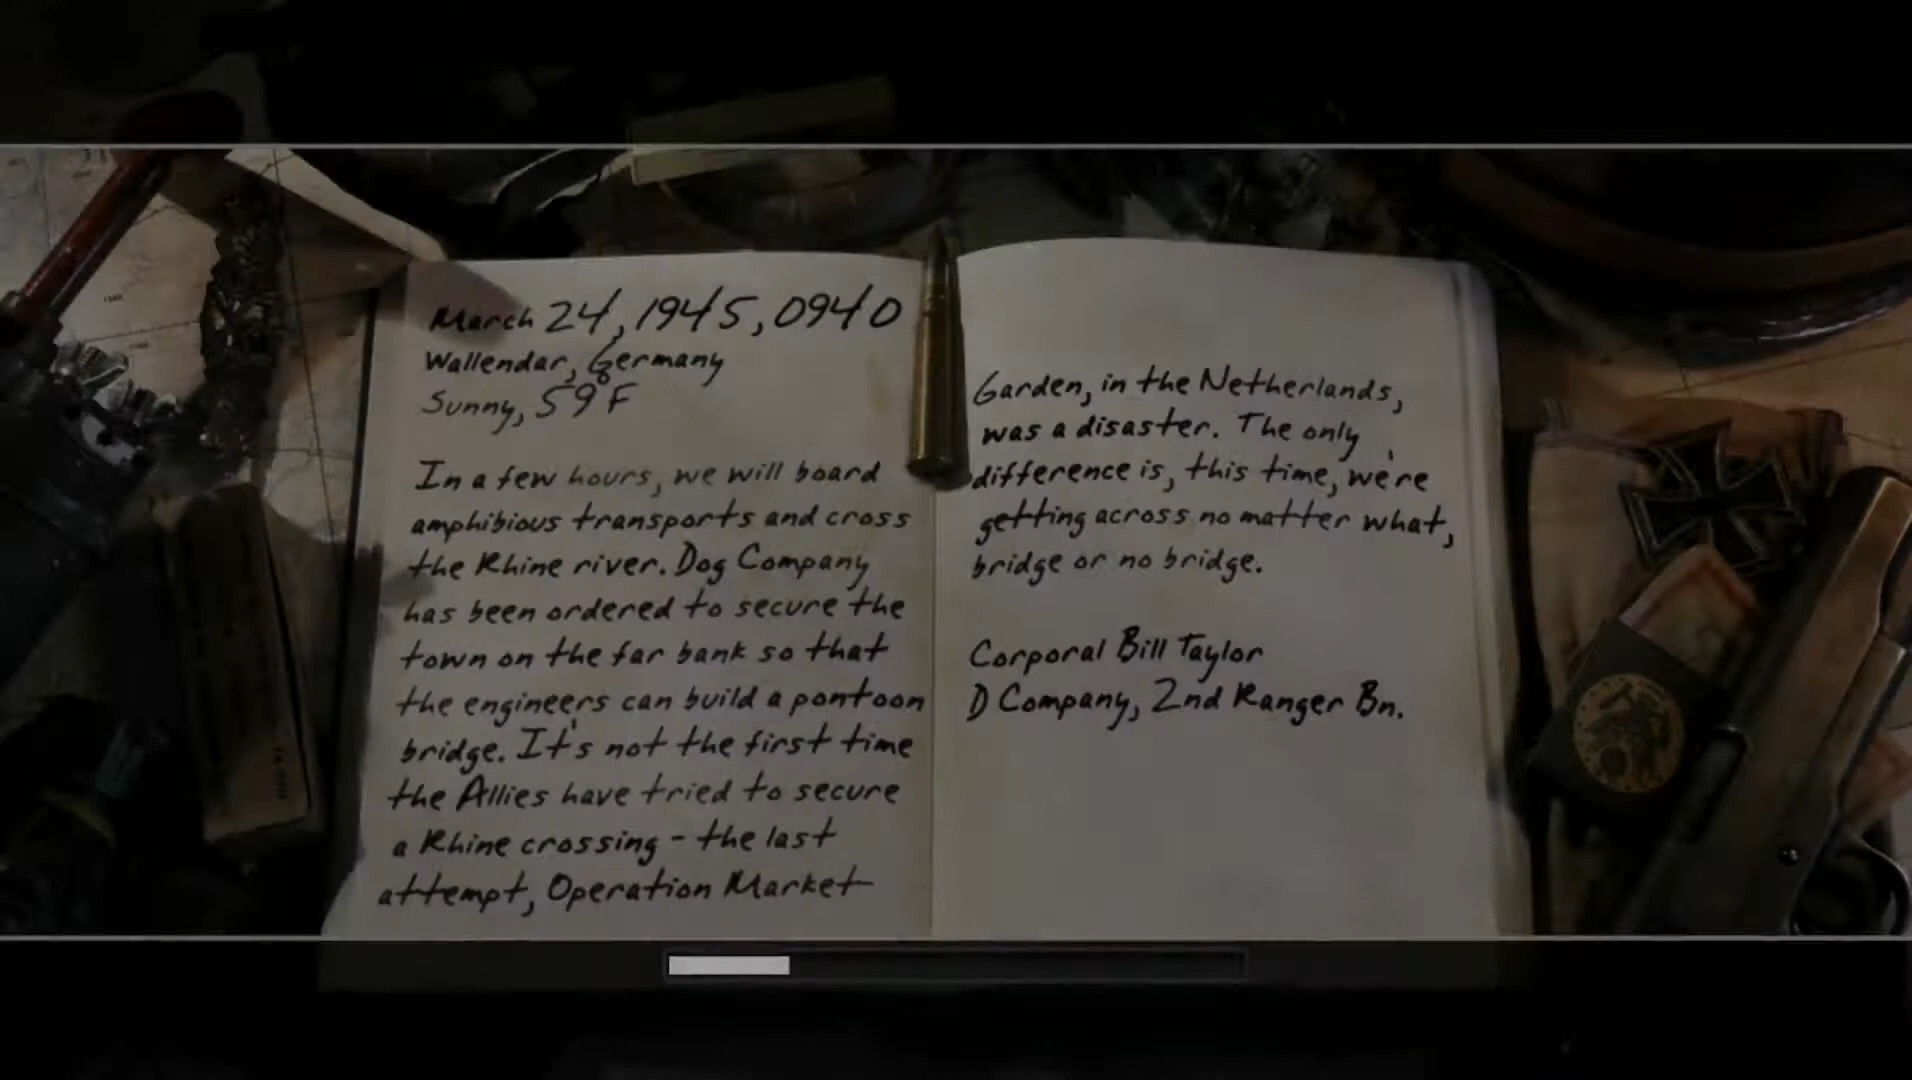 March 24, 1945, 0940
Wallendar, Germany
Sunny, 59°F
In a few hours, we will board
amphibious transports and cross
the Rhine river. Dog Company
has been ordered to secure the
town on the far bank so that
the engineers can build a pontoon
bridge. It's not the first time
the Allies have tried to secure
a Rhine crossing - the last
attempt, Operation Market
Garden, in the Netherlands,
was a disaster. The only
difference is, this time, we're
getting across no matter what,
bridge or no bridge.
Corporal Bill Taylor
D Company, 2nd Ranger Bn.